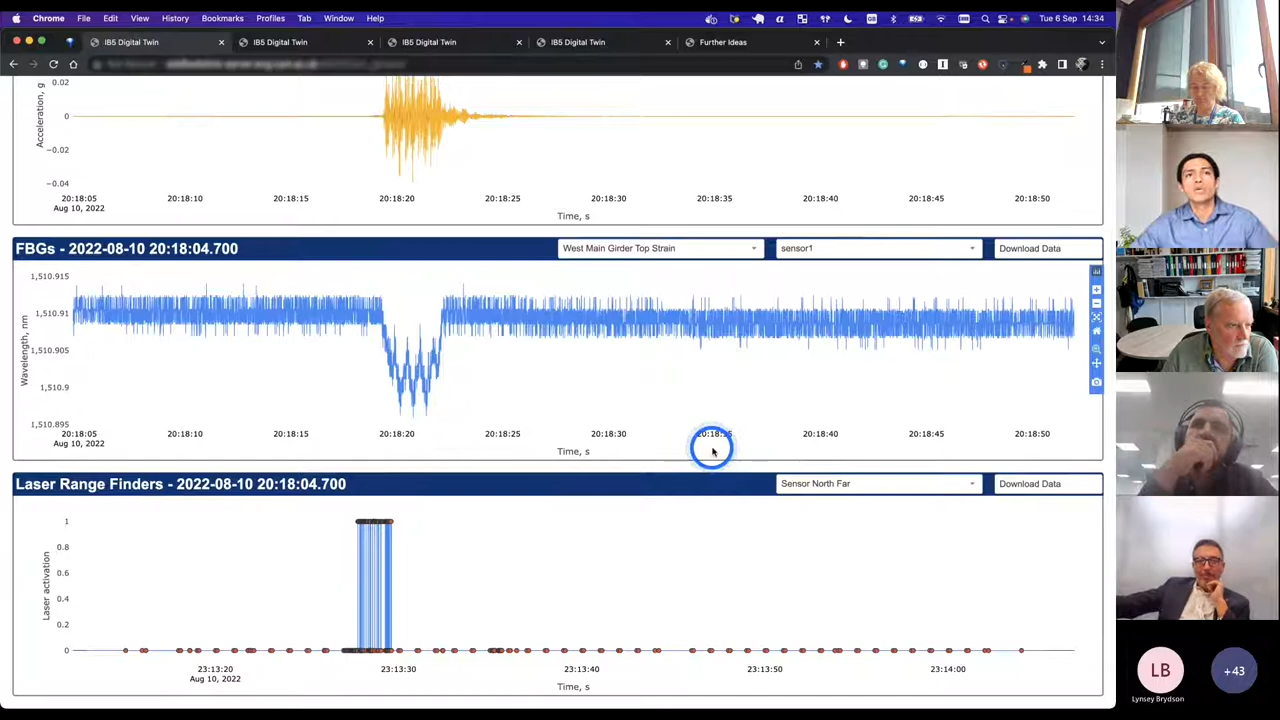 Chrome File Edit View History Bookmarks Profiles Tab Window Help Tue 6 Sep 14:34
IB5 Digital Twin IB5 Digital Twin IB5 Digital Twin IB5 Digital Twin Further Ideas
Acceleration, g
0.02
0
−0.02
−0.04
20:18:05 20:18:10 20:18:15 20:18:20 20:18:25 20:18:30 20:18:35 20:18:40 20:18:45 20:18:50
Aug 10, 2022
Time, s
FBGs - 2022-08-10 20:18:04.700 West Main Girder Top Strain sensor1 Download Data
Wavelength, nm
1,510.915
1,510.91
1,510.905
1,510.9
1,510.895
20:18:05 20:18:10 20:18:15 20:18:20 20:18:25 20:18:30 20:18:35 20:18:40 20:18:45 20:18:50
Aug 10, 2022
Time, s
Laser Range Finders - 2022-08-10 20:18:04.700 Sensor North Far Download Data
Laser activation
1
0.8
0.6
0.4
0.2
0
23:13:20 23:13:30 23:13:40 23:13:50 23:14:00
Aug 10, 2022
Time, s
LB
+43
Lynsey Brydson